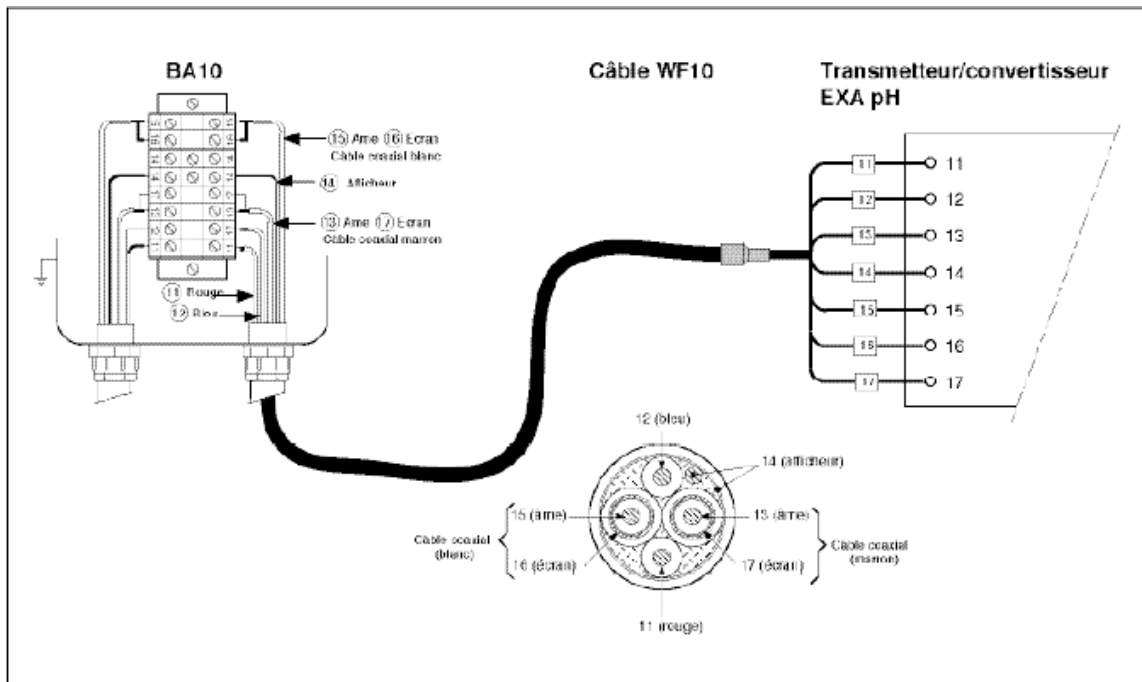 BA10
Câble WF10
Transmetteur/convertisseur
EXA pH
15 Ame 16 Ecran
Câble coaxial blanc
14 Afficheur
13 Ame 17 Ecran
Câble coaxial marron
11 Rouge
12 Bleu
11 11
12 12
13 13
14 14
15 15
16 16
17 17
12 (bleu)
14 (afficheur)
15 (âme)
13 (âme)
Câble coaxial
(blanc)
Câble coaxial
(marron)
16 (écran)
17 (écran)
11 (rouge)